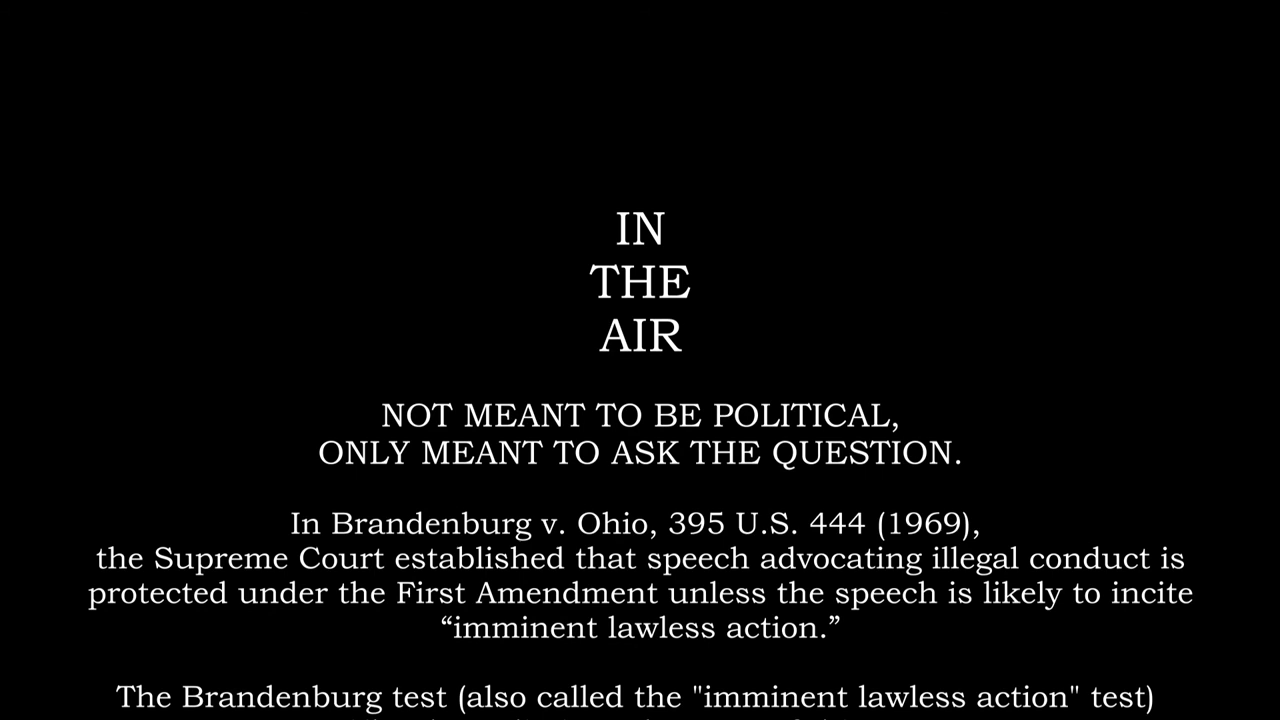 IN
THE
AIR
NOT MEANT TO BE POLITICAL,
ONLY MEANT TO ASK THE QUESTION.
In Brandenburg v. Ohio, 395 U.S. 444 (1969),
the Supreme Court established that speech advocating illegal conduct is
protected under the First Amendment unless the speech is likely to incite
“imminent lawless action.”
The Brandenburg test (also called the "imminent lawless action" test)